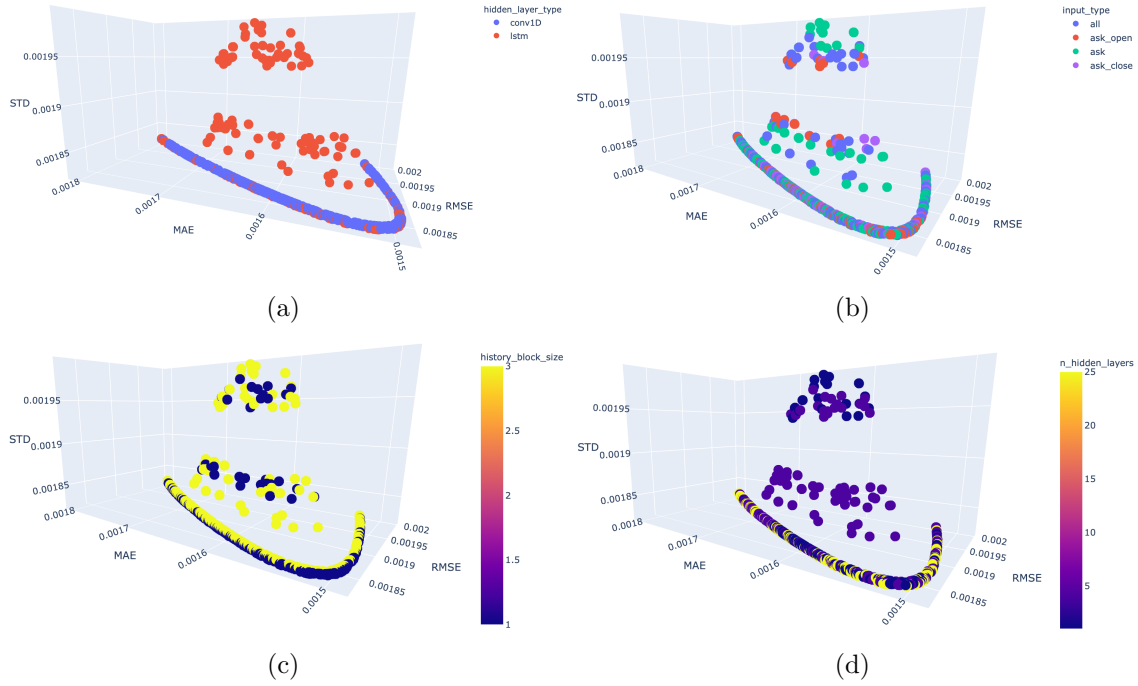 hidden_layer_type
conv1D
lstm
0.00195
STD
0.0019
0.00185
0.0018
0.0017
MAE
0.0016
0.0015
0.002
0.00195
0.0019
RMSE
0.00185
(a)
input_type
all
ask_open
ask
ask_close
0.00195
STD
0.0019
0.00185
0.0018
0.0017
MAE
0.0016
0.0015
0.002
0.00195
0.0019
RMSE
0.00185
(b)
history_block_size
3
2.5
2
1.5
1
0.00195
STD
0.0019
0.00185
0.0018
0.0017
MAE
0.0016
0.0015
0.002
0.00195
0.0019
RMSE
0.00185
(c)
n_hidden_layers
25
20
15
10
5
0.00195
STD
0.0019
0.00185
0.0018
0.0017
MAE
0.0016
0.0015
0.002
0.00195
0.0019
RMSE
0.00185
(d)